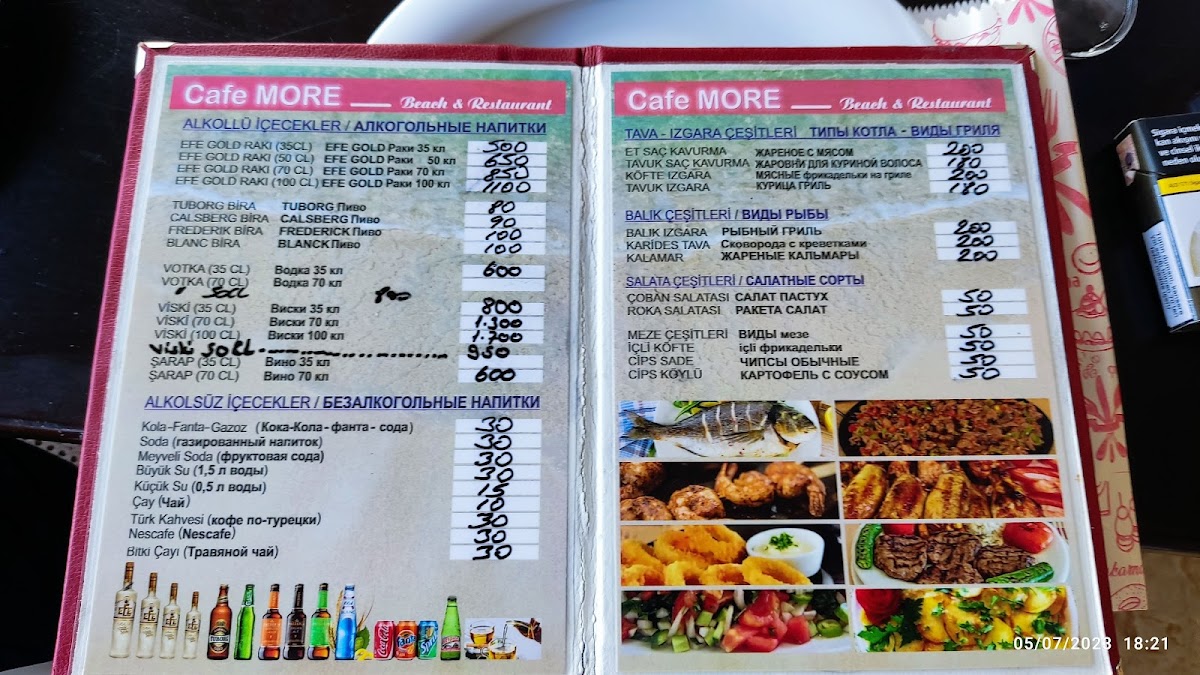 Cafe MORE
Beach & Restaurant
ALKOLLÜ İÇECEKLER / АЛКОГОЛЬНЫЕ НАПИТКИ
EFE GOLD RAKI (35CL) EFE GOLD Раки 35 кл 500
EFE GOLD RAKI (50 CL) EFE GOLD Раки 50 кл 650
EFE GOLD RAKI (70 CL) EFE GOLD Раки 70 кл 850
EFE GOLD RAKI (100 CL) EFE GOLD Раки 100 кл 1100
TUBORG BİRA TUBORG Пиво 80
CALSBERG BİRA CALSBERG Пиво 90
FREDERIK BİRA FREDERICK Пиво 100
BLANC BİRA BLANCK Пиво 100
VOTKA (35 CL) Водка 35 кл 600
VOTKA (70 CL) Водка 70 кл
" 50CL 800
VİSKİ (35 CL) Виски 35 кл 800
VİSKİ (70 CL) Виски 70 кл 1.300
VİSKİ (100 CL) Виски 100 кл 1.700
Viski 50CL 950
ŞARAP (35 CL) Вино 35 кл
ŞARAP (70 CL) Вино 70 кл 600
ALKOLSÜZ İÇECEKLER / БЕЗАЛКОГОЛЬНЫЕ НАПИТКИ
Kola-Fanta-Gazoz (Кока-Кола - фанта - сода) 30
Soda (газированный напиток)
Meyveli Soda (фруктовая сода)
Büyük Su (1,5 л воды)
Küçük Su (0,5 л воды)
Çay (Чай)
Türk Kahvesi (кофе по-турецки)
Nescafe (Nescafe)
Bitki Çayı (Травяной чай) 30
Cafe MORE
Beach & Restaurant
TAVA - IZGARA ÇEŞİTLERİ ТИПЫ КОТЛА - ВИДЫ ГРИЛЯ
ET SAÇ KAVURMA ЖАРЕНОЕ С МЯСОМ 200
TAVUK SAÇ KAVURMA ЖАРОВНИ ДЛЯ КУРИНОЙ ВОЛОСА 180
KÖFTE IZGARA МЯСНЫЕ фрикадельки на гриле 200
TAVUK IZGARA КУРИЦА ГРИЛЬ 180
BALIK ÇEŞİTLERİ / ВИДЫ РЫБЫ
BALIK IZGARA РЫБНЫЙ ГРИЛЬ 200
KARİDES TAVA Сковорода с креветками 200
KALAMAR ЖАРЕНЫЕ КАЛЬМАРЫ 200
SALATA ÇEŞİTLERİ / САЛАТНЫЕ СОРТЫ
ÇOBAN SALATASI САЛАТ ПАСТУХ 50
ROKA SALATASI РАКЕТА САЛАТ 50
MEZE ÇEŞİTLERİ ВИДЫ мезе 50
İÇLİ KÖFTE içli фрикадельки 50
CİPS SADE ЧИПСЫ ОБЫЧНЫЕ 50
CİPS KÖYLÜ КАРТОФЕЛЬ С СОУСОМ 50
05/07/2023 18:21